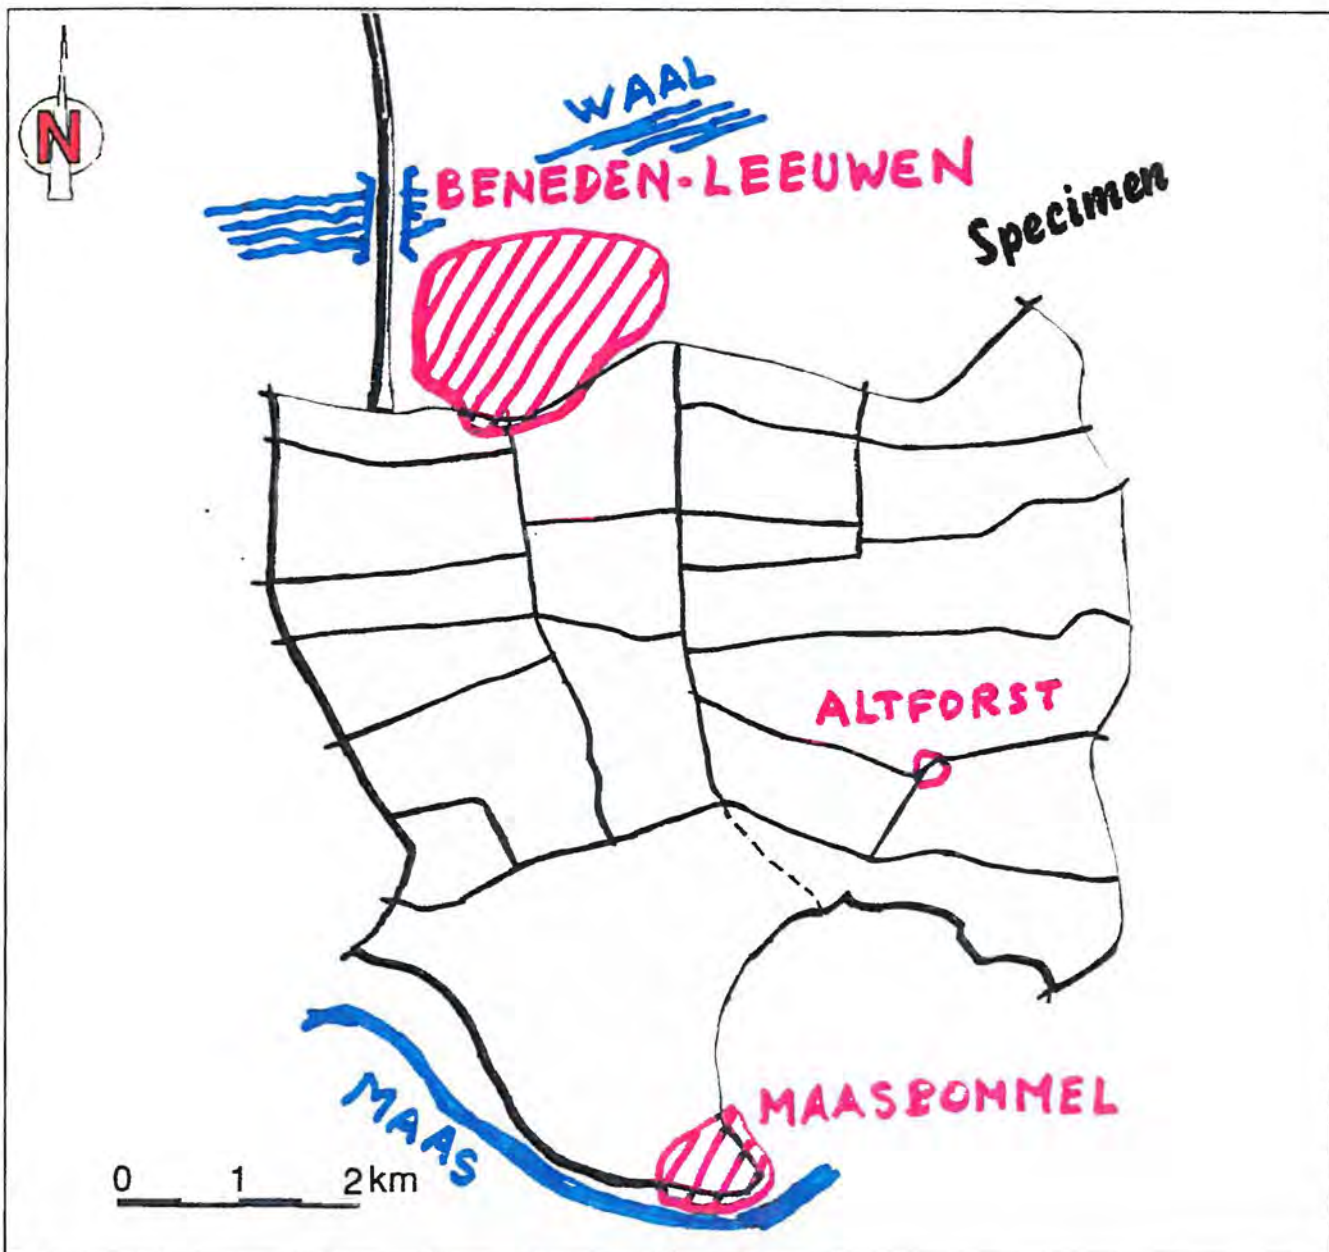 N
WAAL
BENEDEN-LEEUWEN
Specimen
ALTFORST
MAASBOMMEL
MAAS
0 1 2km